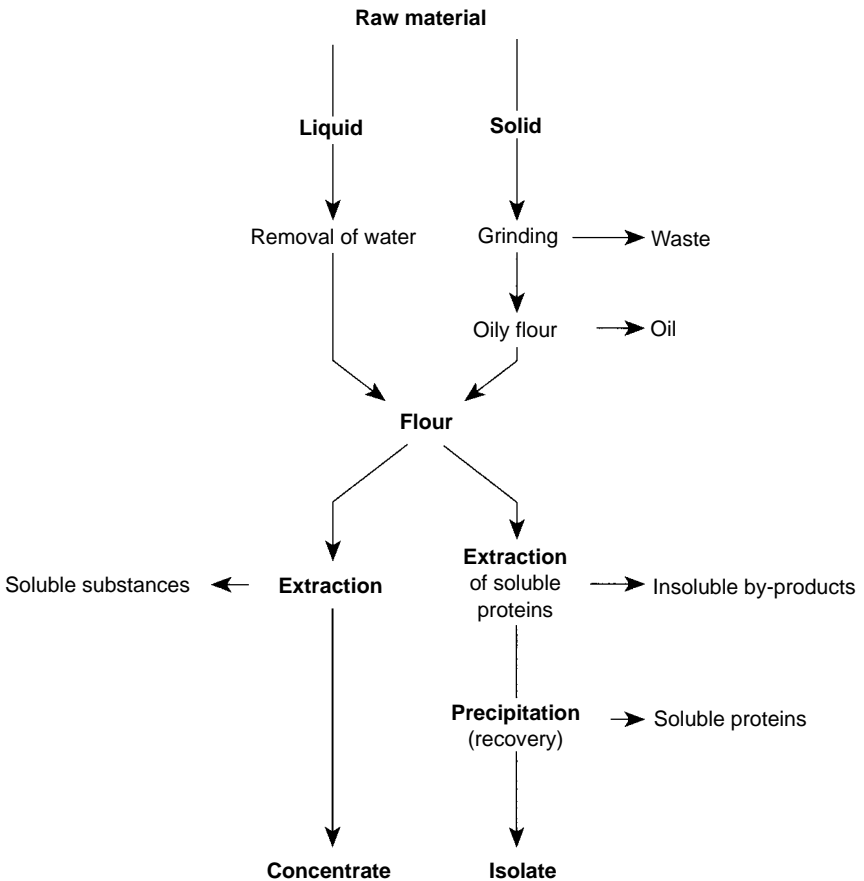 Raw material
Liquid
Solid
Removal of water
Grinding
Waste
Oily flour
Oil
Flour
Soluble substances
Extraction
Extraction
of soluble
proteins
Insoluble by-products
Precipitation
(recovery)
Soluble proteins
Concentrate
Isolate